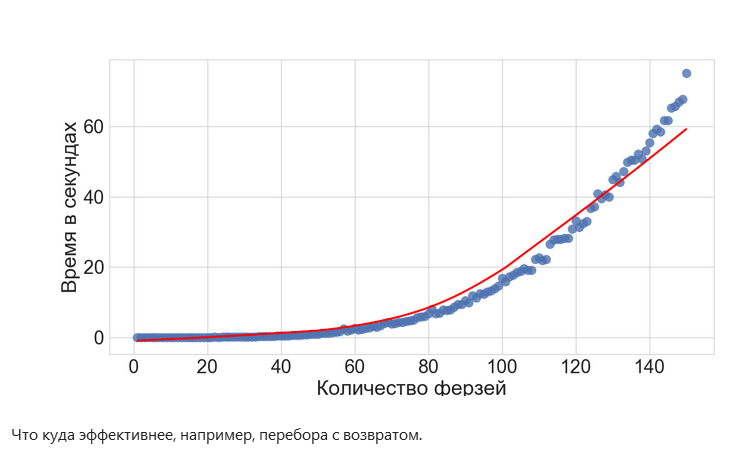 60
40
20
0
Время в секундах
0 20 40 60 80 100 120 140
Количество ферзей
Что куда эффективнее, например, перебора с возвратом.